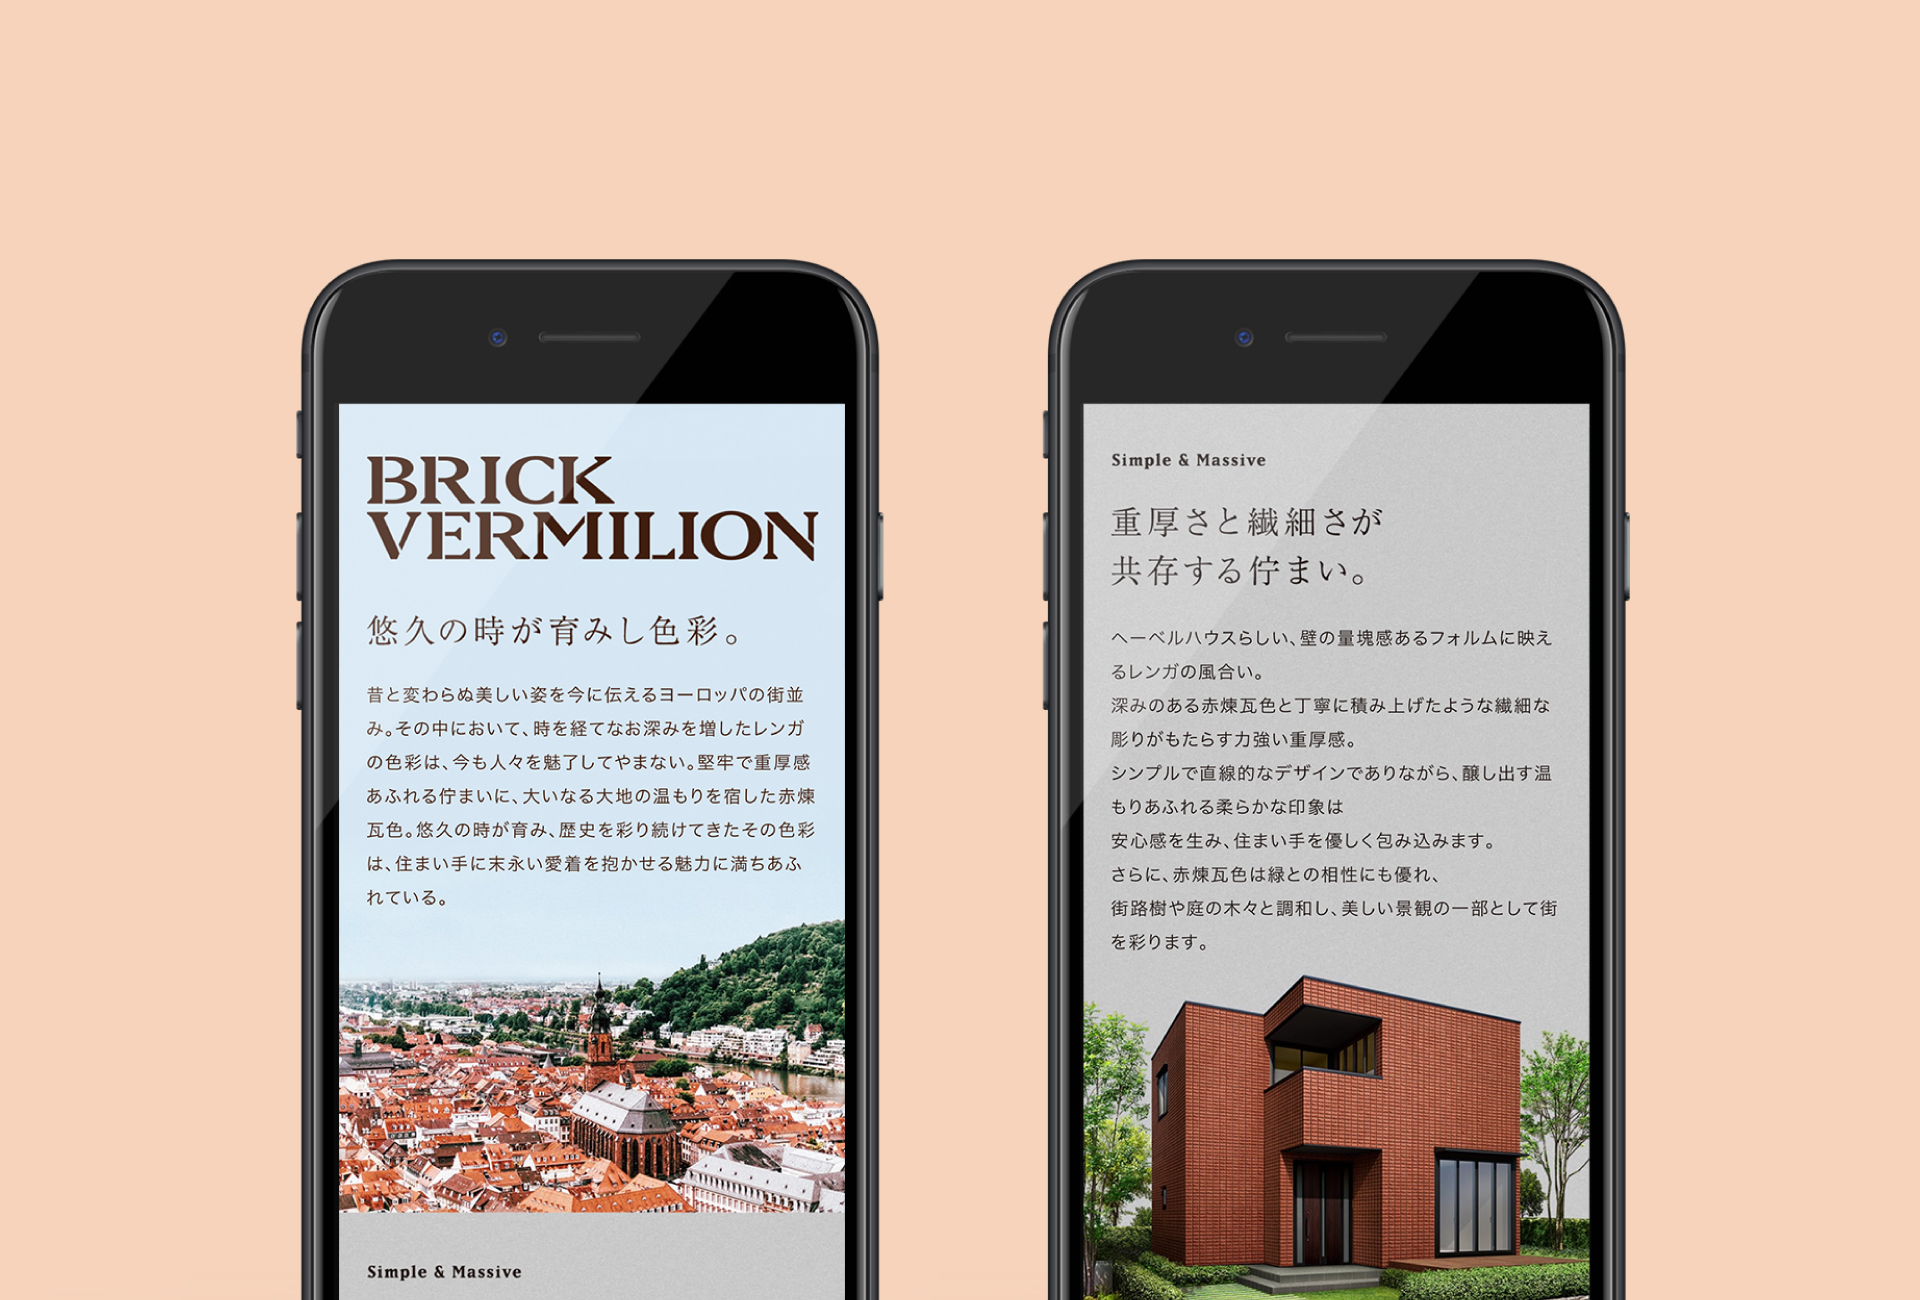 BRICK
VERMILION
悠久の時が育みし色彩。
昔と変わらぬ美しい姿を今に伝えるヨーロッパの街並
み。その中において、時を経てなお深みを増したレンガ
の色彩は、今も人々を魅了してやまない。堅牢で重厚感
あふれる佇まいに、大いなる大地の温もりを宿した赤煉
瓦色。悠久の時が育み、歴史を彩り続けてきたその色彩
は、住まい手に末永い愛着を抱かせる魅力に満ちあふ
れている。
Simple & Massive
Simple & Massive
重厚さと繊細さが
共存する佇まい。
ヘーベルハウスらしい、壁の量塊感あるフォルムに映え
るレンガの風合い。
深みのある赤煉瓦色と丁寧に積み上げたような繊細な
彫りがもたらす力強い重厚感。
シンプルで直線的なデザインでありながら、醸し出す温
もりあふれる柔らかな印象は
安心感を生み、住まい手を優しく包み込みます。
さらに、赤煉瓦色は緑との相性にも優れ、
街路樹や庭の木々と調和し、美しい景観の一部として街
を彩ります。